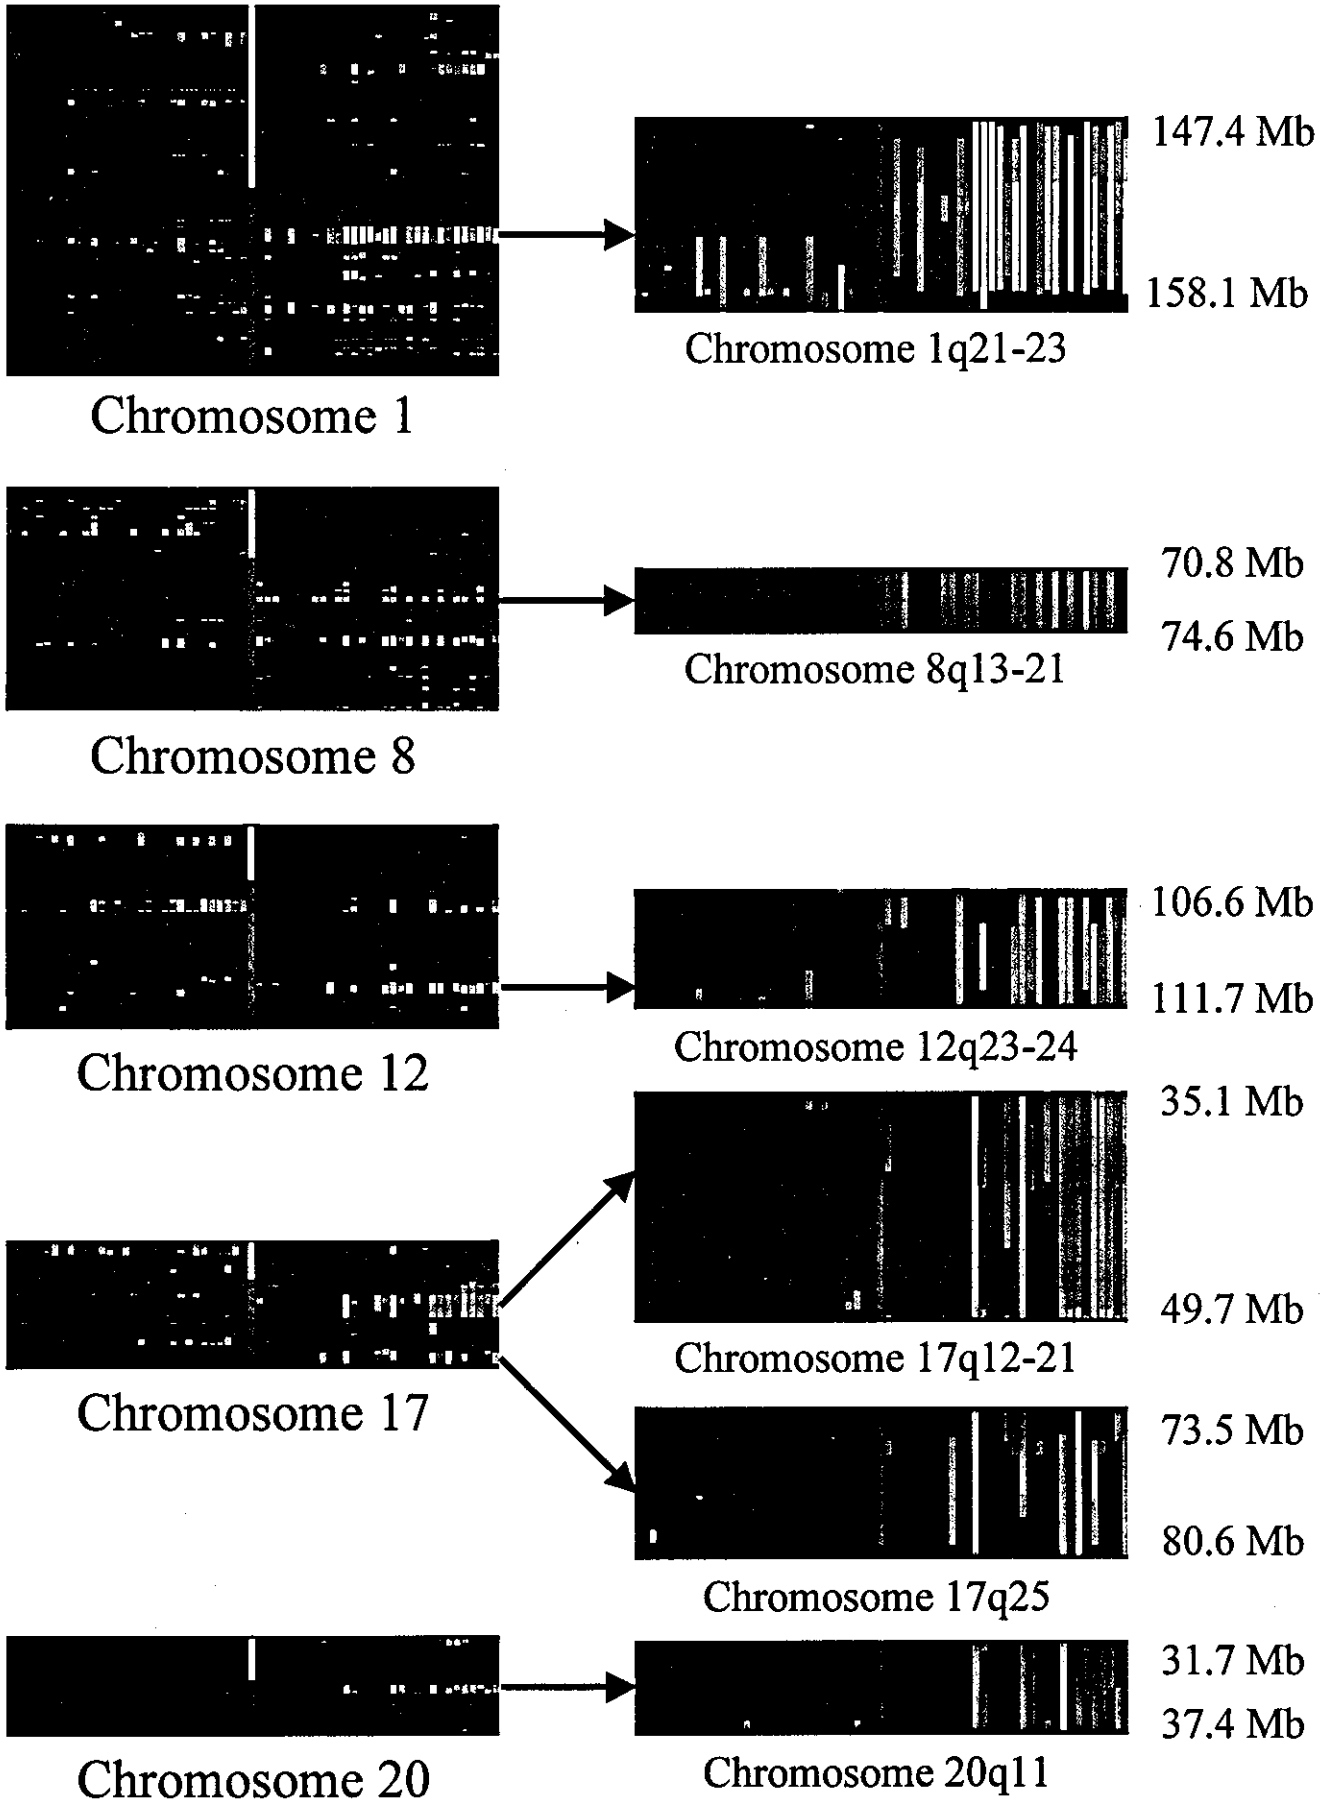 147.4 Mb
158.1 Mb
Chromosome 1q21-23
Chromosome 1
70.8 Mb
74.6 Mb
Chromosome 8q13-21
Chromosome 8
106.6 Mb
111.7 Mb
Chromosome 12q23-24
Chromosome 12
35.1 Mb
49.7 Mb
Chromosome 17q12-21
Chromosome 17
73.5 Mb
80.6 Mb
Chromosome 17q25
31.7 Mb
37.4 Mb
Chromosome 20q11
Chromosome 20